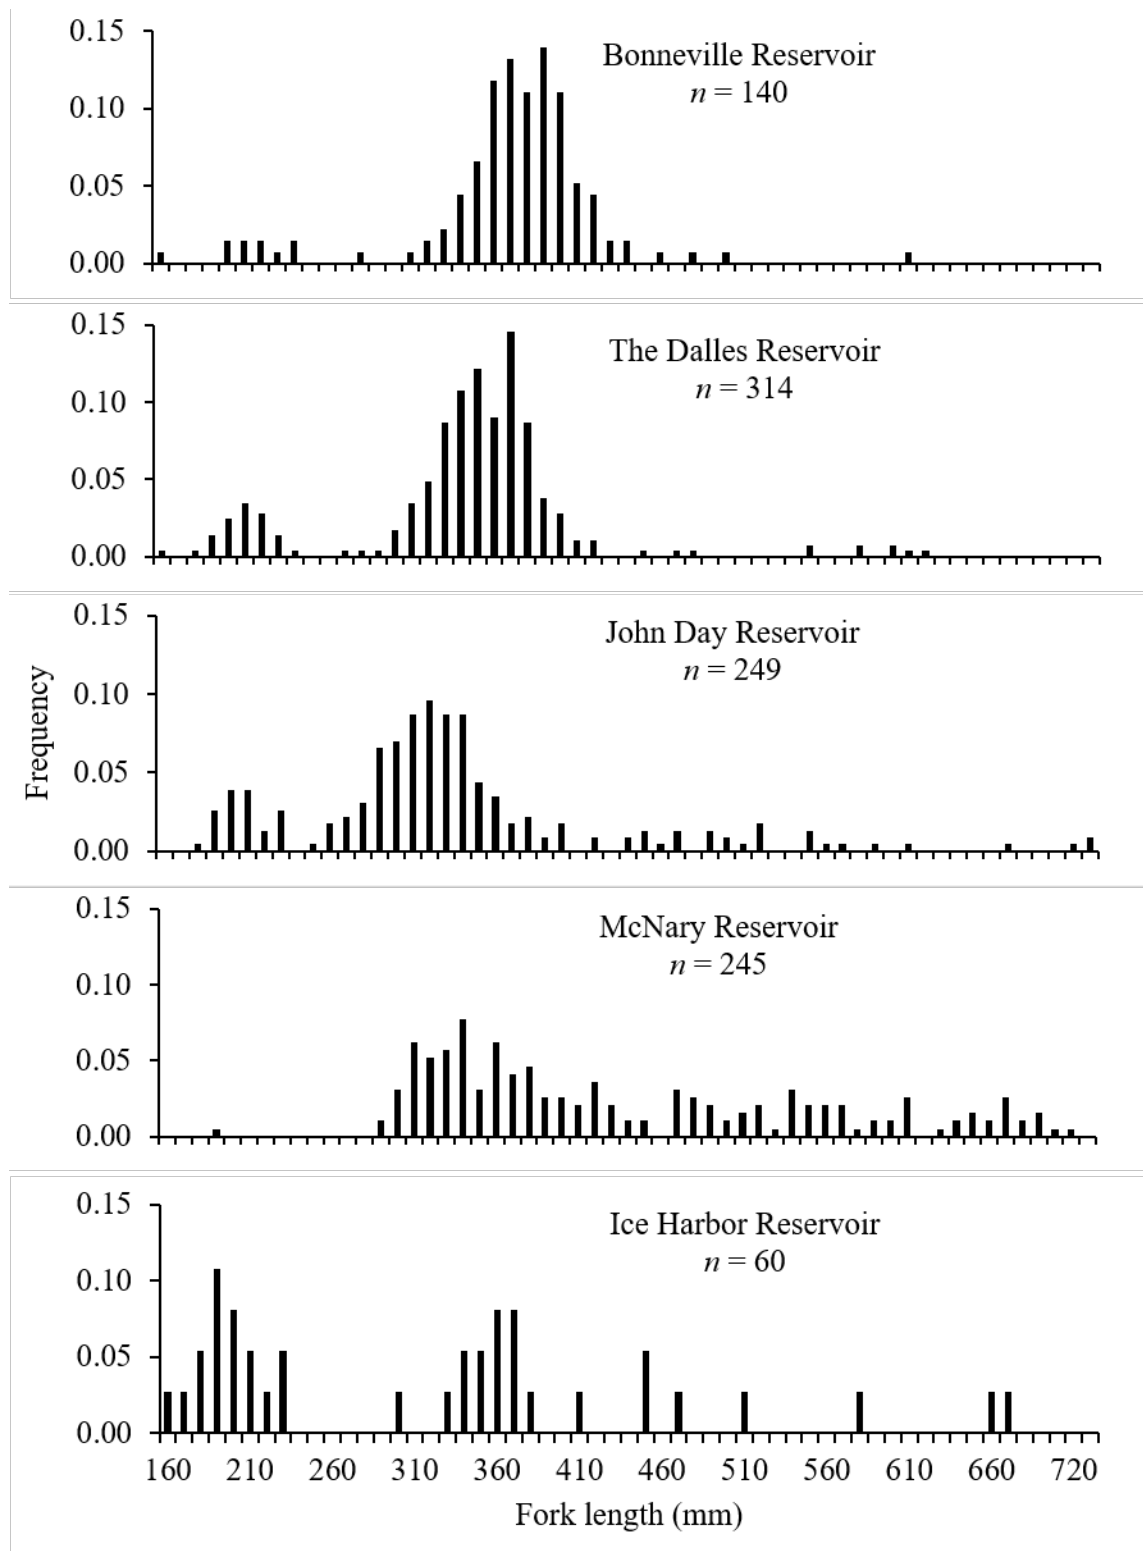 0.15
Bonneville Reservoir
n = 140
0.10
0.05
0.00
0.15
The Dalles Reservoir
n = 314
0.10
0.05
0.00
0.15
John Day Reservoir
n = 249
0.10
Frequency
0.05
0.00
0.15
McNary Reservoir
n = 245
0.10
0.05
0.00
0.15
Ice Harbor Reservoir
n = 60
0.10
0.05
0.00
160 210 260 310 360 410 460 510 560 610 660 720
Fork length (mm)